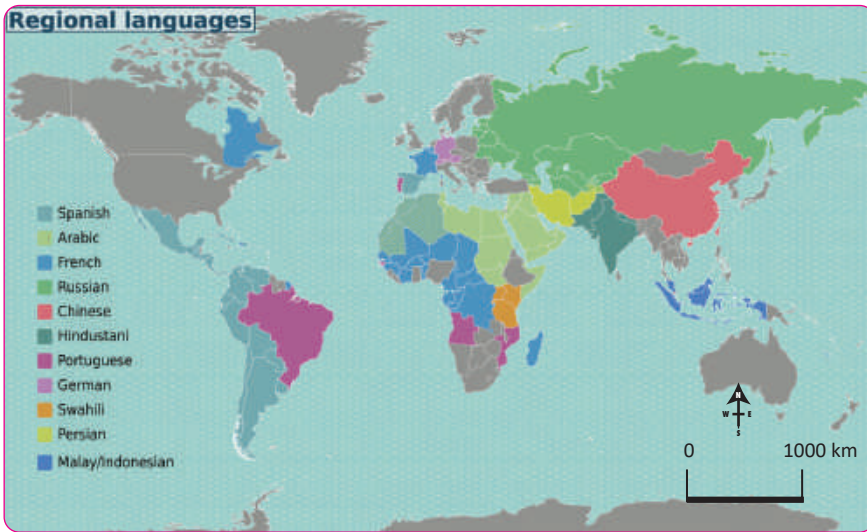 Regional languages
Spanish
Arabic
French
Russian
Chinese
Hindustani
Portuguese
German
Swahili
Persian
Malay/Indonesian
N
W E
S
0 1000 km